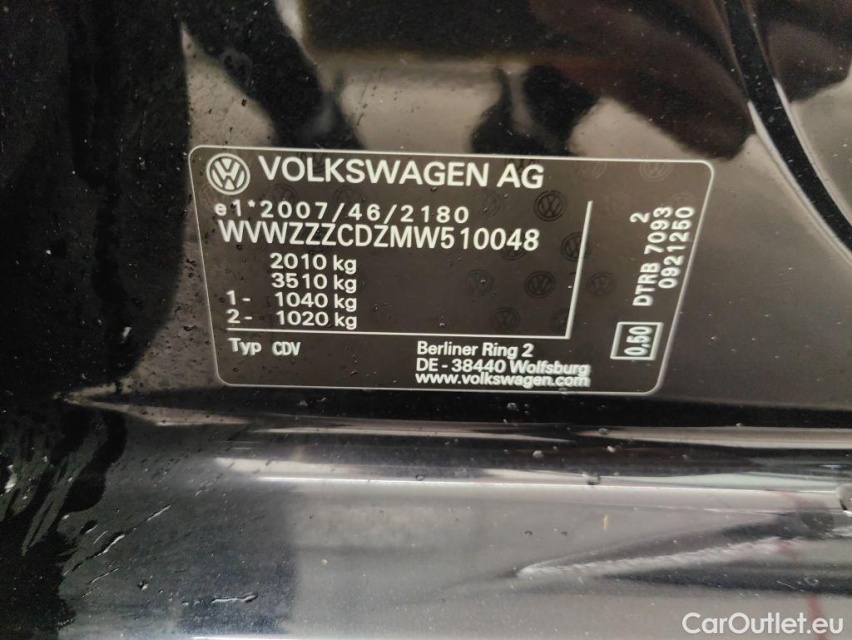 VOLKSWAGEN AG
e1*2007/46/2180
WVWZZZCDZMW510048
2010 kg
3510 kg
1- 1040 kg
2- 1020 kg
Typ CDV
Berliner Ring 2
DE-38440 Wolfsburg
www.volkswagen.com
2
DTRB 7093
0921250
0,50
CarOutlet.eu